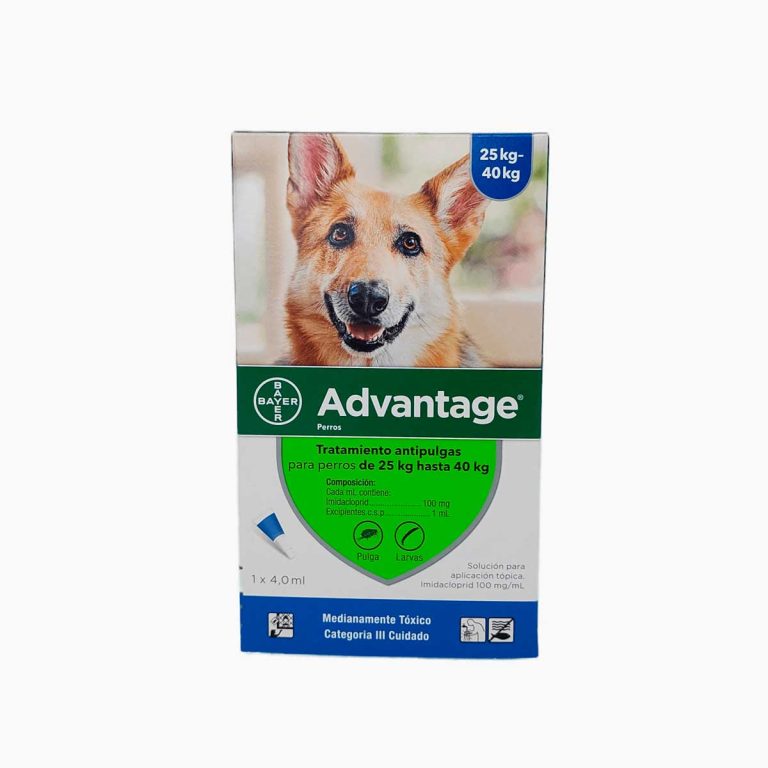 25 kg-
40 kg
BAYER
BAYER
Advantage®
Perros
Tratamiento antipulgas
para perros de 25 kg hasta 40 kg
Composición:
Cada mL contiene:
Imidacloprid.......................100 mg
Excipientes c.s.p....................1 mL
Pulga
Larvas
1 x 4,0 ml
Solución para
aplicación tópica.
Imidacloprid 100 mg/mL
Medianamente Tóxico
Categoria III Cuidado